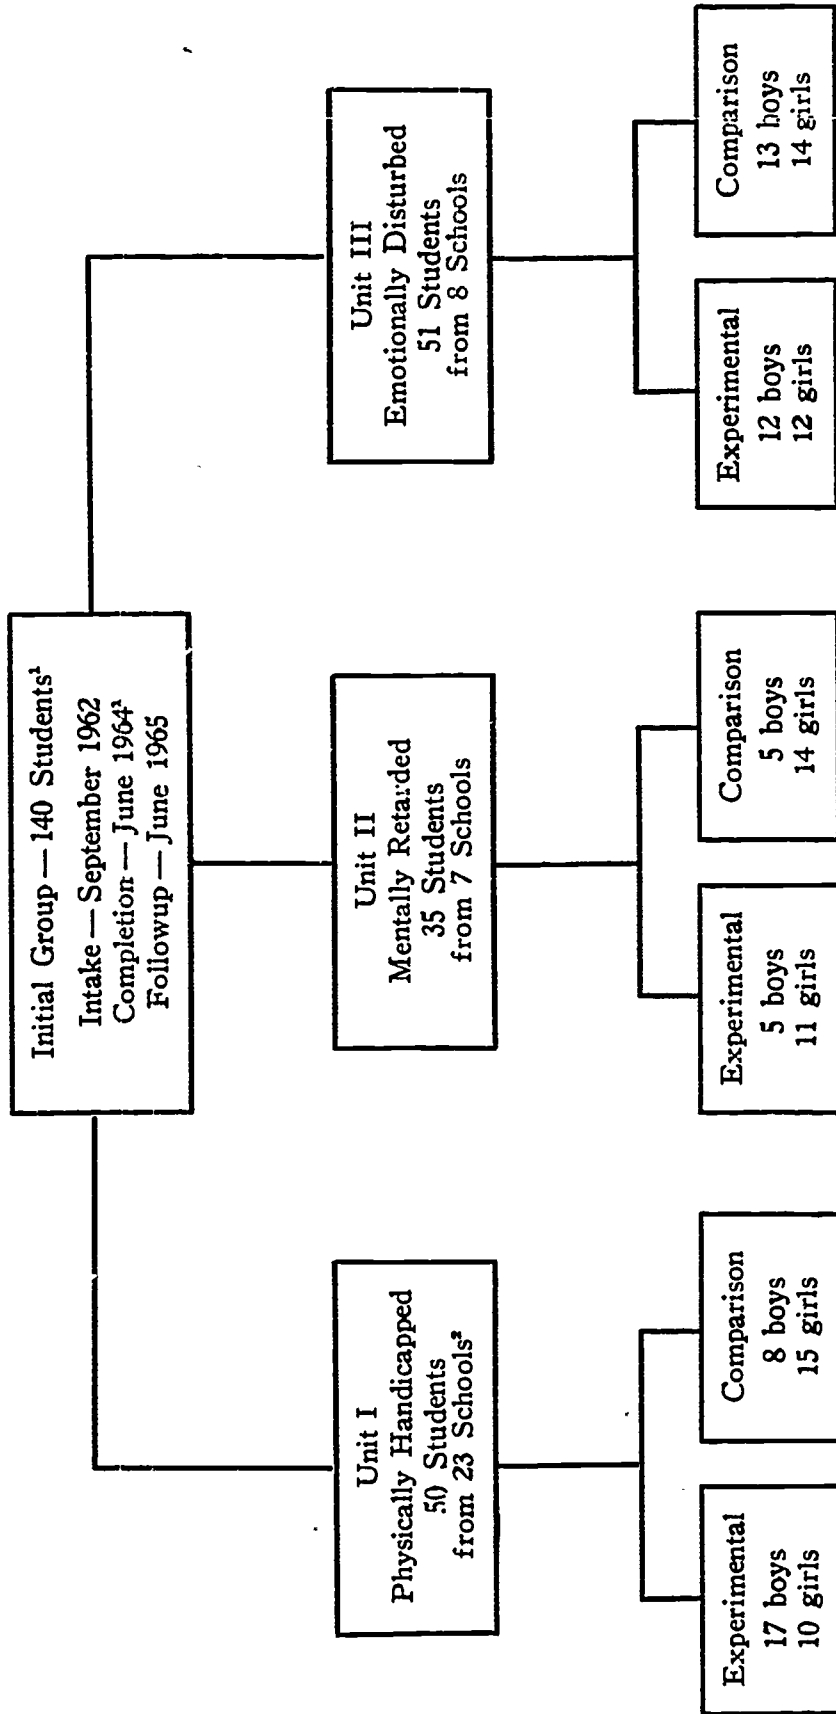 Initial Group — 140 Students¹
Intake — September 1962
Completion — June 1964²
Followup — June 1965
Unit I
Physically Handicapped
50 Students
from 23 Schools²
Unit II
Mentally Retarded
35 Students
from 7 Schools
Unit III
Emotionally Disturbed
51 Students
from 8 Schools
Experimental
17 boys
10 girls
Comparison
8 boys
15 girls
Experimental
5 boys
11 girls
Comparison
5 boys
14 girls
Experimental
12 boys
12 girls
Comparison
13 boys
14 girls